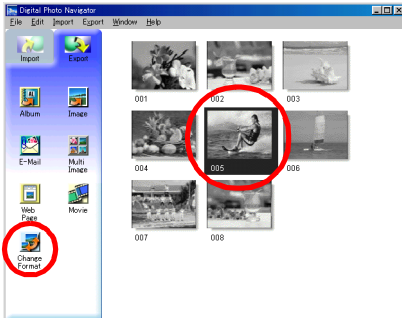 Digital Photo Navigator
File Edit Import Export Window Help
Import Export
Album Image
E-Mail Multi Image
Web Page Movie
Change Format
001 002 003
004 005 006
007 008